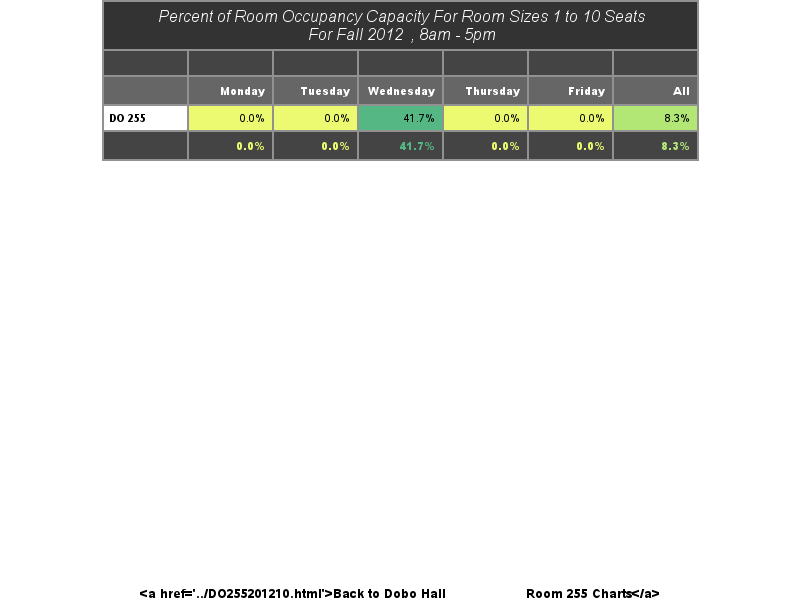 Percent of Room Occupancy Capacity For Room Sizes 1 to 10 Seats
For Fall 2012 , 8am - 5pm
Monday Tuesday Wednesday Thursday Friday All
DO 255 0.0% 0.0% 41.7% 0.0% 0.0% 8.3%
0.0% 0.0% 41.7% 0.0% 0.0% 8.3%
<a href='../DO255201210.html'>Back to Dobo Hall Room 255 Charts</a>